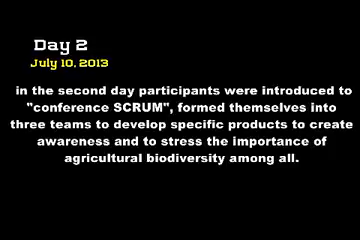 Day 2
July 10, 2013
in the second day participants were introduced to
"conference SCRUM", formed themselves into
three teams to develop specific products to create
awareness and to stress the importance of
agricultural biodiversity among all.